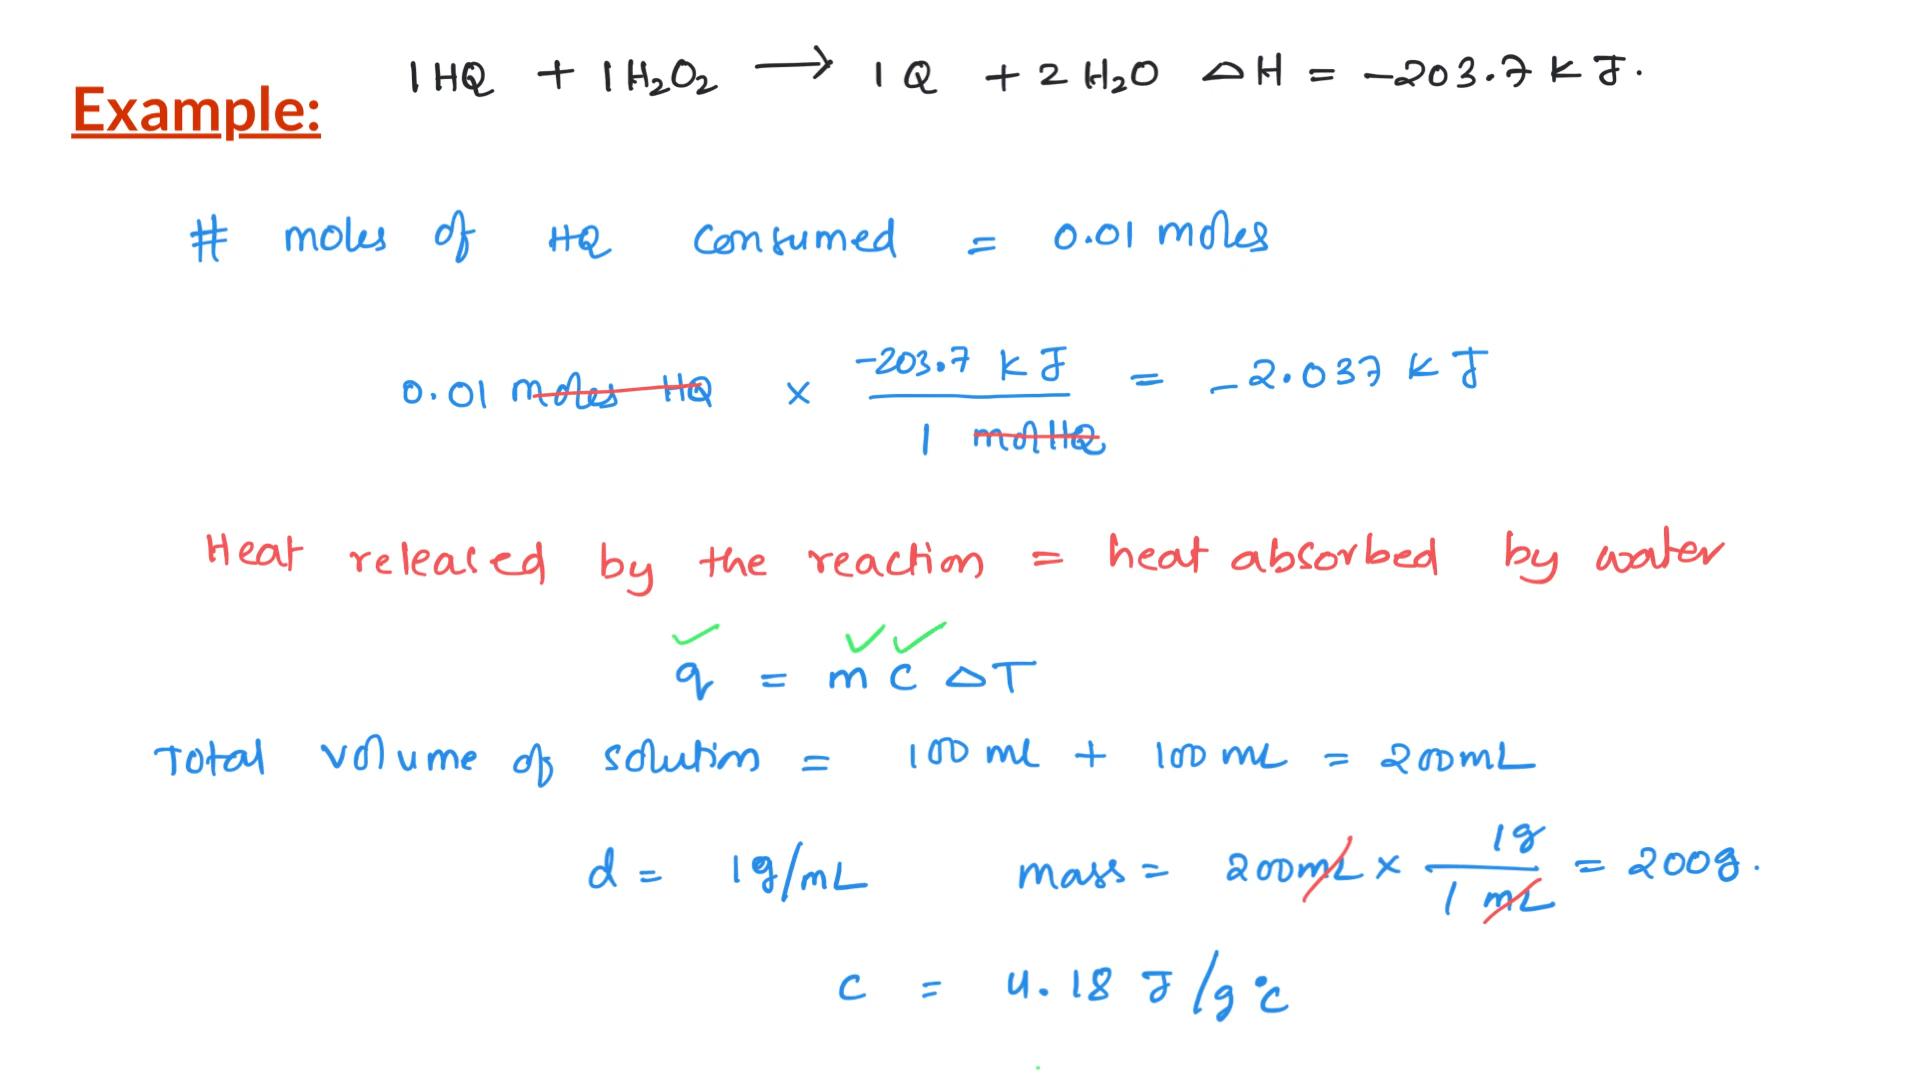 1 HQ + 1 H₂O₂ ⟶ 1 Q + 2 H₂O △H = -203.7 kJ.
Example:
# moles of HQ consumed = 0.01 moles
0.01 moles HQ × -203.7 kJ / 1 mol HQ = -2.037 kJ
Heat released by the reaction = heat absorbed by water
q = m c △T
Total volume of solution = 100 ml + 100 mL = 200mL
d = 1g/mL mass = 200mL × 1g / 1 mL = 200g.
c = 4.18 J/g°c